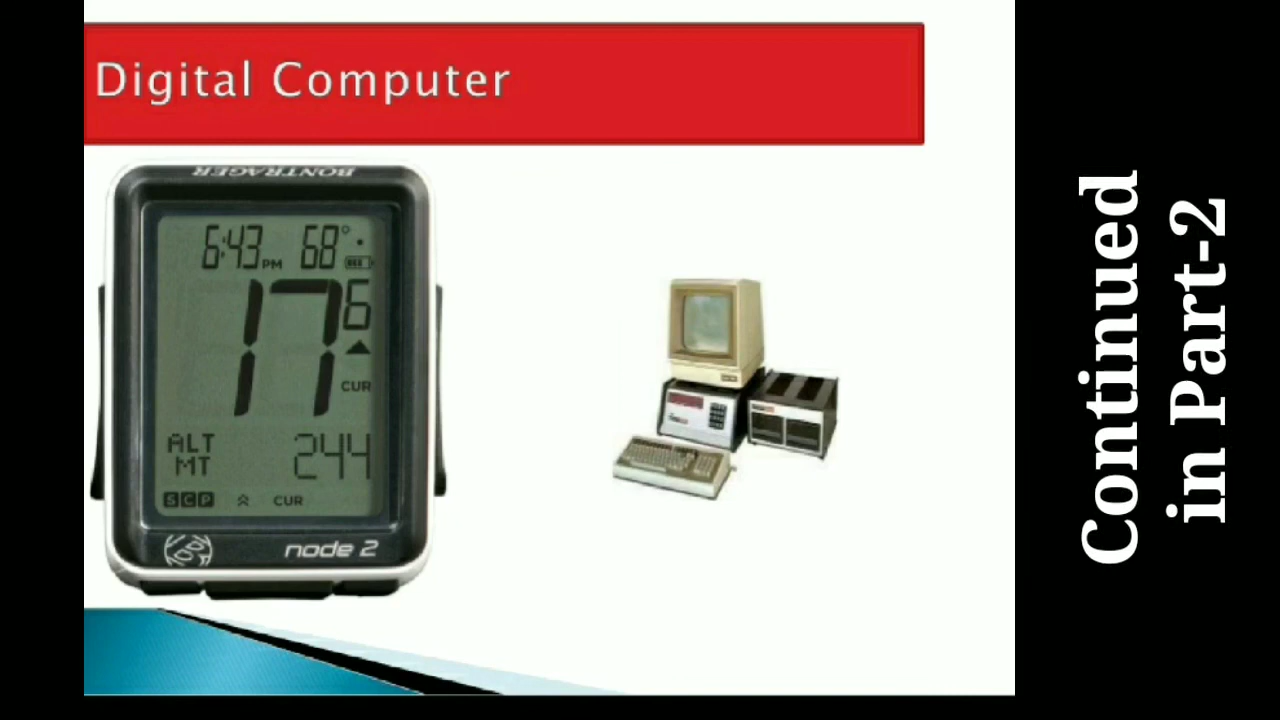 Digital Computer
BONTRAGER
6:43 PM 68°
17 6
CUR
ALT
MT 244
SCP CUR
node 2
Continued
in Part-2